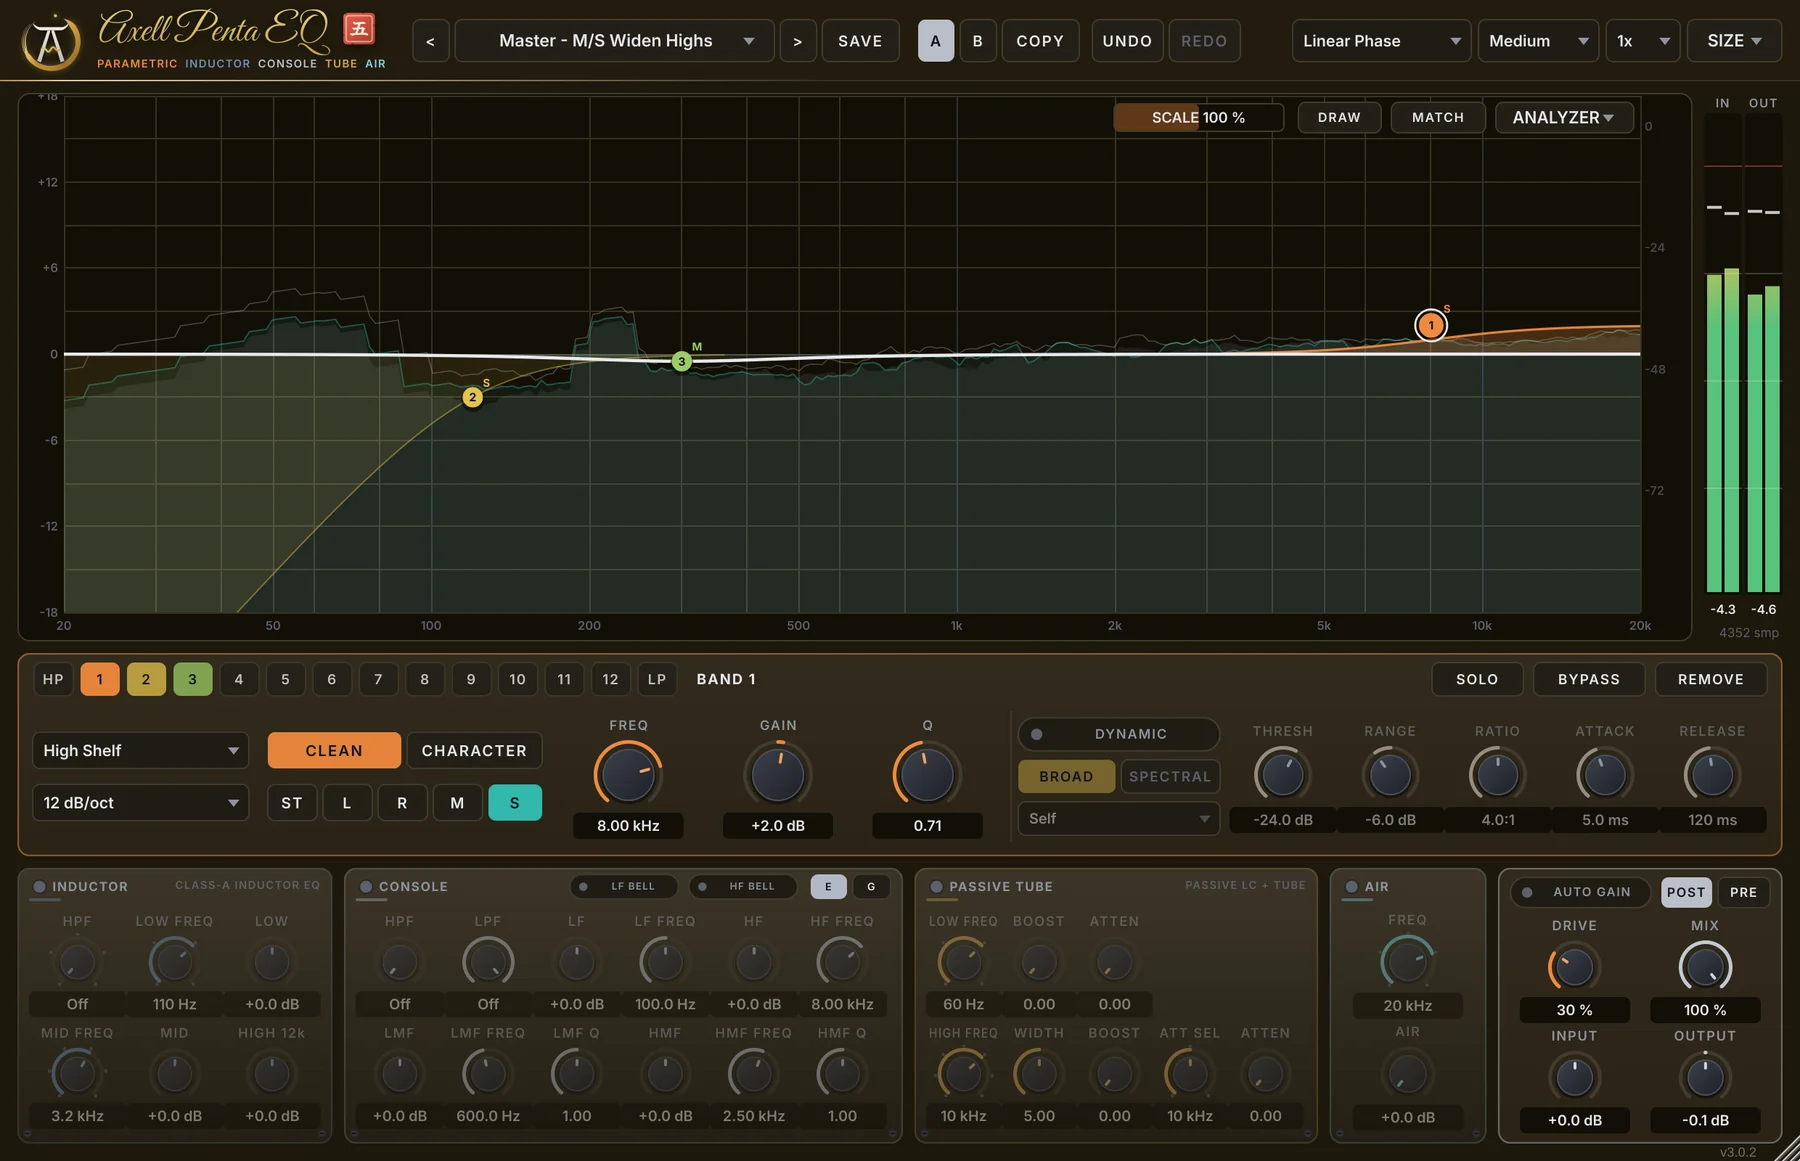 Axell Penta EQ 五
PARAMETRIC INDUCTOR CONSOLE TUBE AIR
< Master - M/S Widen Highs > SAVE A B COPY UNDO REDO Linear Phase Medium 1x SIZE
SCALE 100 % DRAW MATCH ANALYZER
IN OUT
+18
+12
+6
0
-6
-12
-18
0
-24
-48
-72
S
1
M
3
S
2
20 50 100 200 500 1k 2k 5k 10k 20k
-4.3 -4.6
4352 smp
HP 1 2 3 4 5 6 7 8 9 10 11 12 LP BAND 1 SOLO BYPASS REMOVE
High Shelf CLEAN CHARACTER
12 dB/oct ST L R M S
FREQ GAIN Q
8.00 kHz +2.0 dB 0.71
DYNAMIC
BROAD SPECTRAL
Self
THRESH RANGE RATIO ATTACK RELEASE
-24.0 dB -6.0 dB 4.0:1 5.0 ms 120 ms
INDUCTOR CLASS-A INDUCTOR EQ
HPF LOW FREQ LOW
Off 110 Hz +0.0 dB
MID FREQ MID HIGH 12k
3.2 kHz +0.0 dB +0.0 dB
CONSOLE LF BELL HF BELL E G
HPF LPF LF LF FREQ HF HF FREQ
Off Off +0.0 dB 100.0 Hz +0.0 dB 8.00 kHz
LMF LMF FREQ LMF Q HMF HMF FREQ HMF Q
+0.0 dB 600.0 Hz 1.00 +0.0 dB 2.50 kHz 1.00
PASSIVE TUBE PASSIVE LC + TUBE
LOW FREQ BOOST ATTEN
60 Hz 0.00 0.00
HIGH FREQ WIDTH BOOST ATT SEL ATTEN
10 kHz 5.00 0.00 10 kHz 0.00
AIR
FREQ
20 kHz
AIR
+0.0 dB
AUTO GAIN POST PRE
DRIVE MIX
30 % 100 %
INPUT OUTPUT
+0.0 dB -0.1 dB
v3.0.2